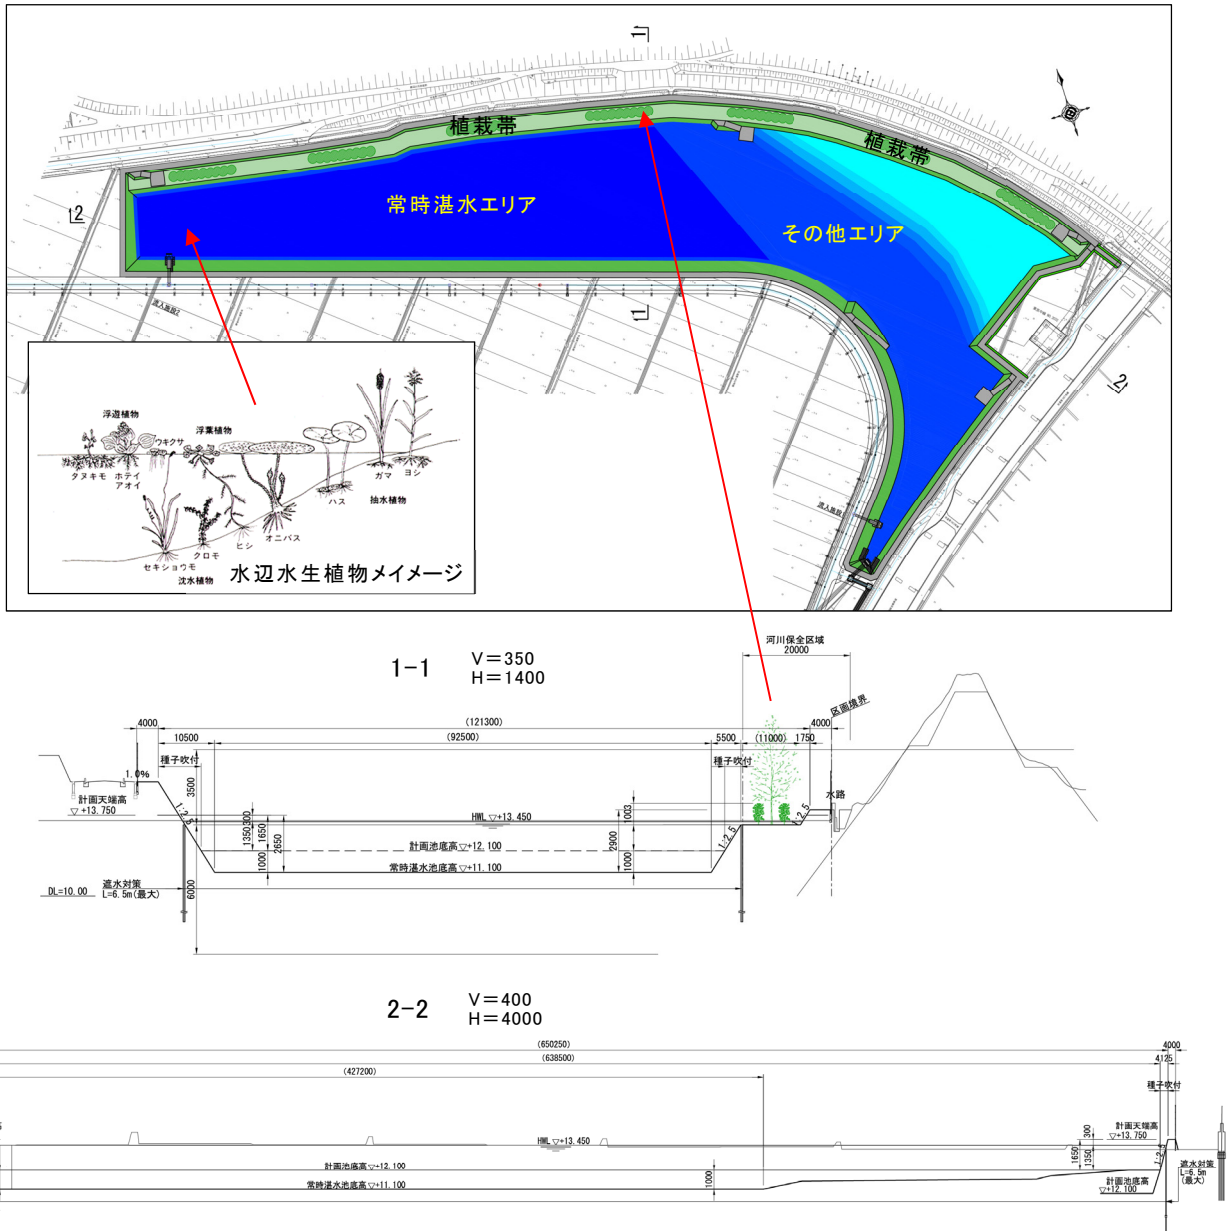 1
植栽帯
植栽帯
2
常時湛水エリア
その他エリア
1
2
流入施設2
浮遊植物
ウキクサ
浮葉植物
タヌキモ
ホテイ
アオイ
ガマ
ヨシ
ハス
抽水植物
オニバス
ヒシ
クロモ
セキショウモ
沈水植物
水辺水生植物メイメージ
河川保全区域
20000
1-1
V=350
H=1400
区画境界
4000
(121300)
4000
10500
(92500)
5500
(11000)
1750
種子吹付
種子吹付
1.0%
3500
計画天端高
▽+13.750
1:2.5
300
1350
1650
2650
1000
HWL ▽+13.450
計画池底高▽+12.100
常時湛水池底高▽+11.100
2900
1003
1000
1:2.5
1:2.5
水路
DL=10.00
遮水対策
L=6.5m(最大)
6000
2-2
V=400
H=4000
(650250)
4000
(638500)
4125
(427200)
種子吹付
HWL ▽+13.450
300
計画天端高
▽+13.750
1650
1350
1:2.5
計画池底高▽+12.100
常時湛水池底高▽+11.100
1000
計画池底高
▽+12.100
遮水対策
L=6.5m
(最大)